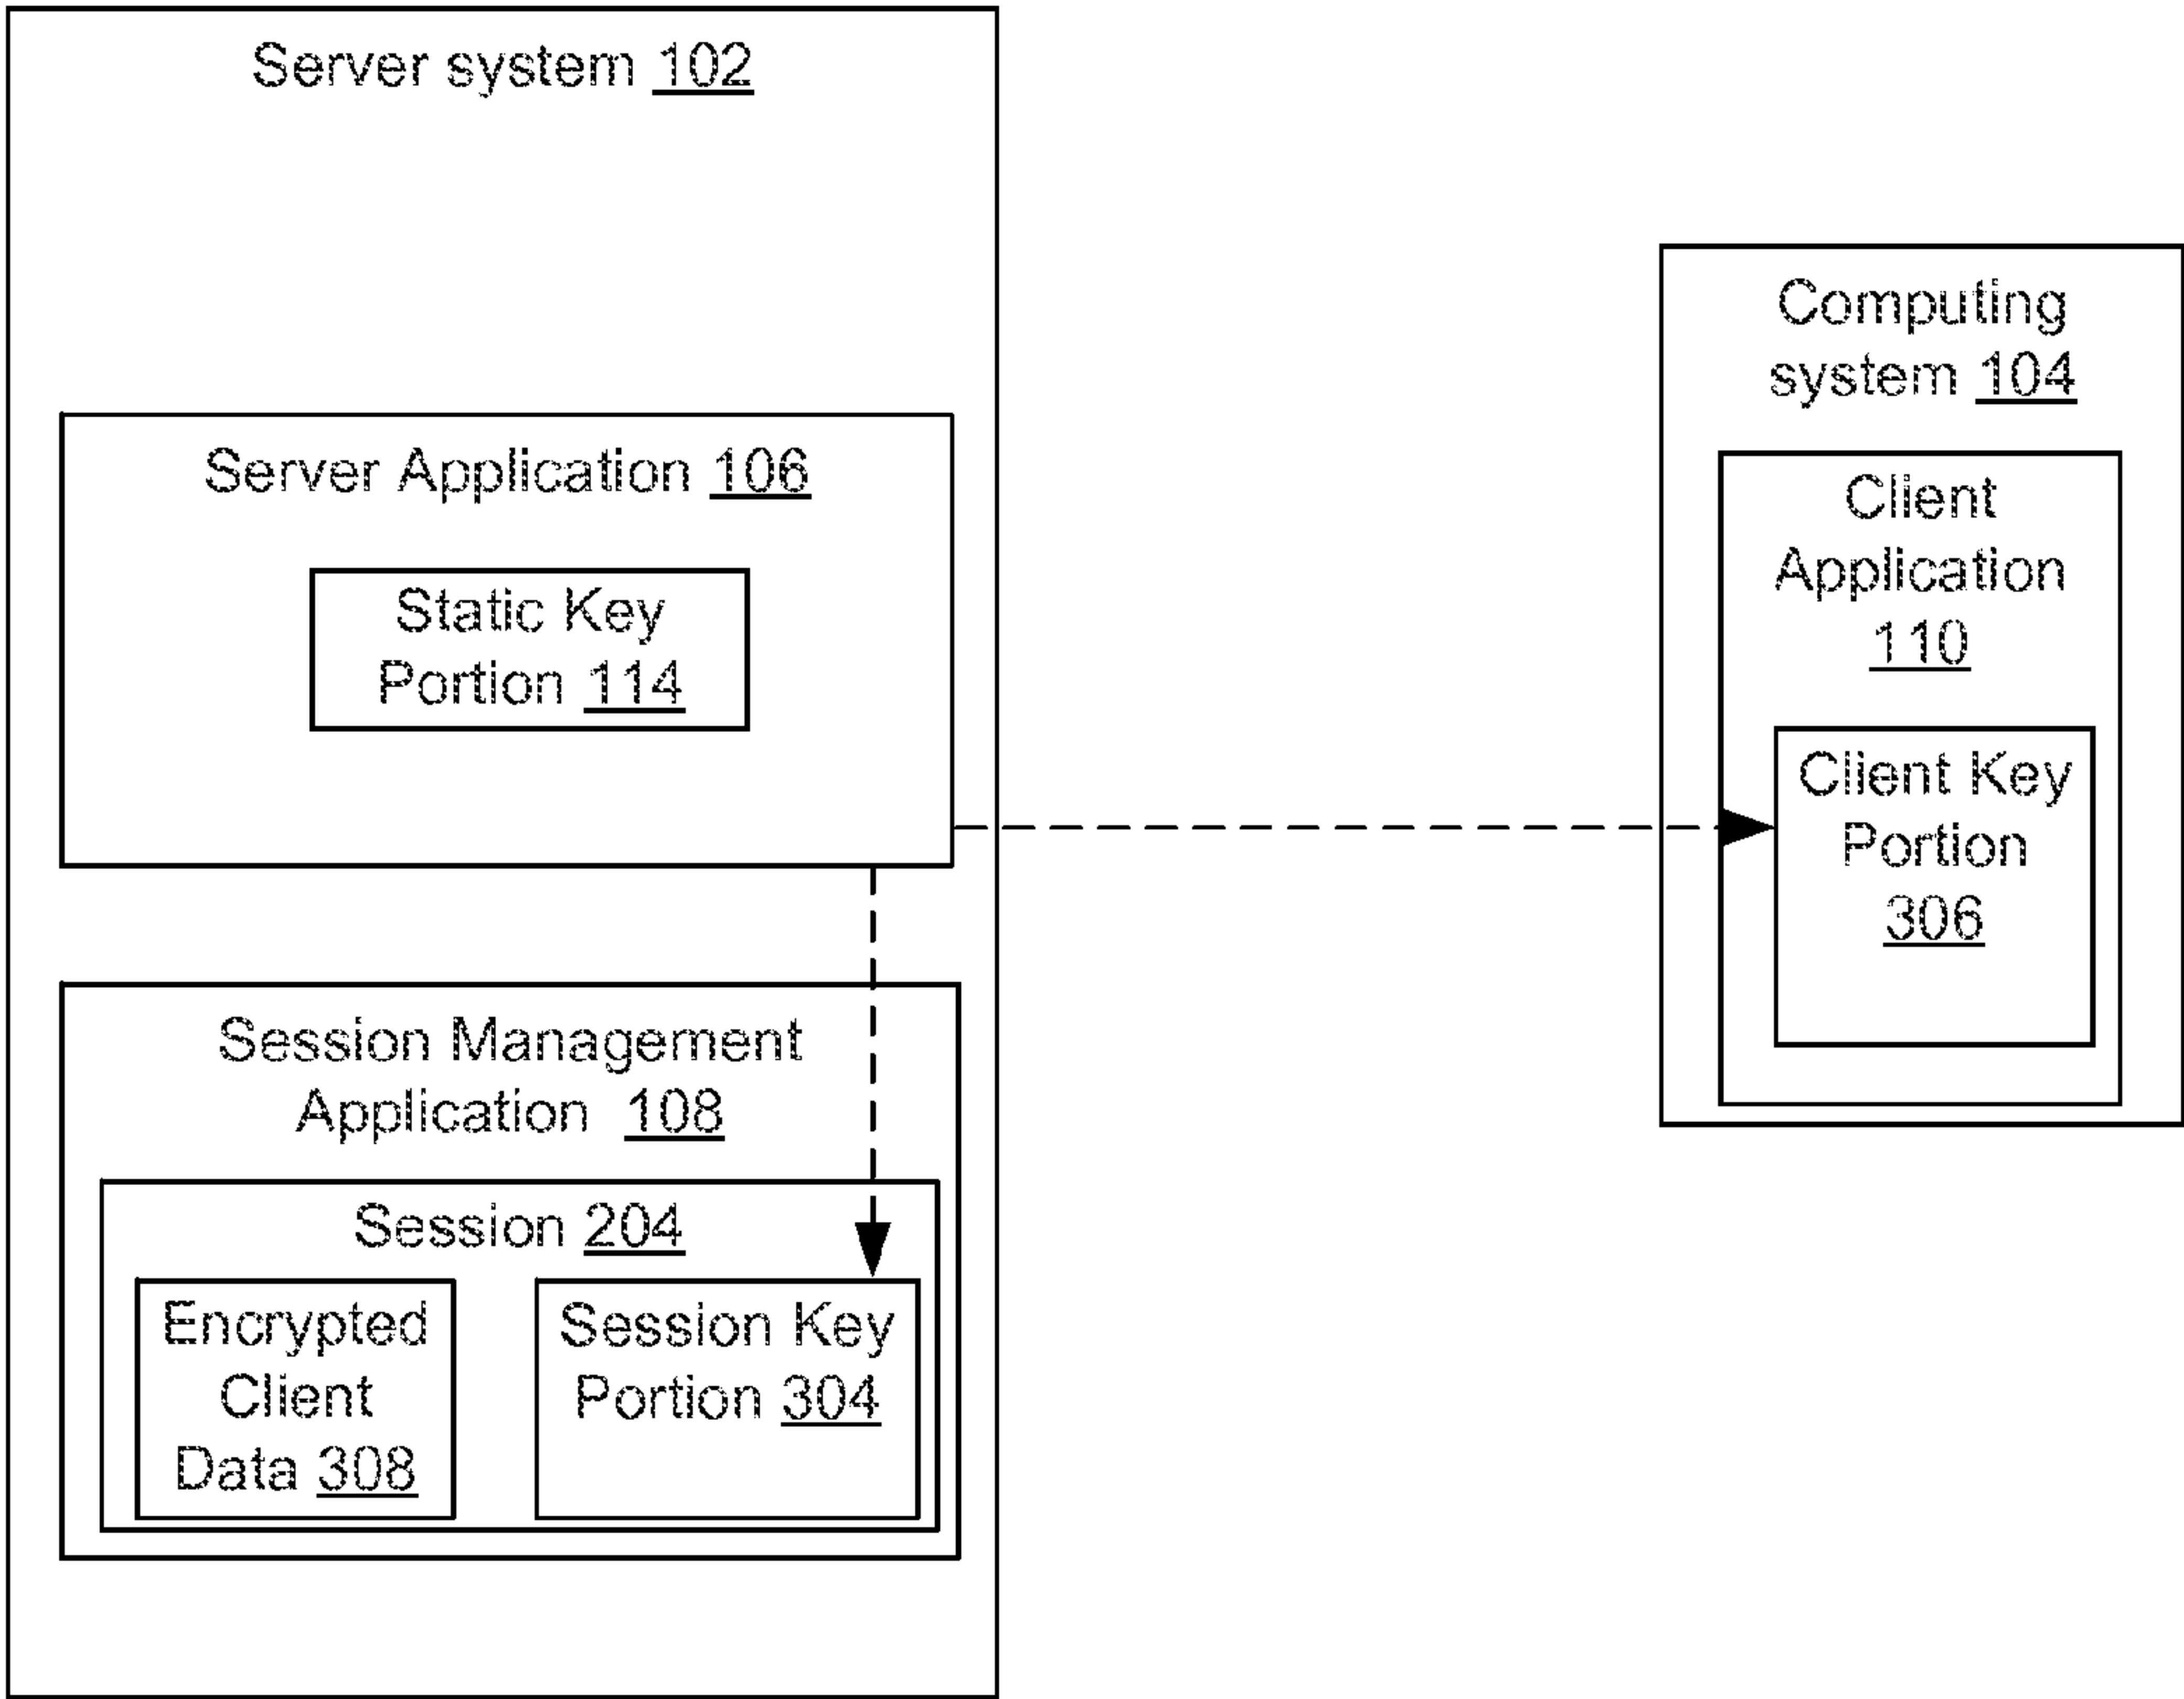 Server system 102
Server Application 106
Static Key
Portion 114
Session Management
Application 108
Session 204
Encrypted
Client
Data 308
Session Key
Portion 304
Computing
system 104
Client
Application
110
Client Key
Portion
306